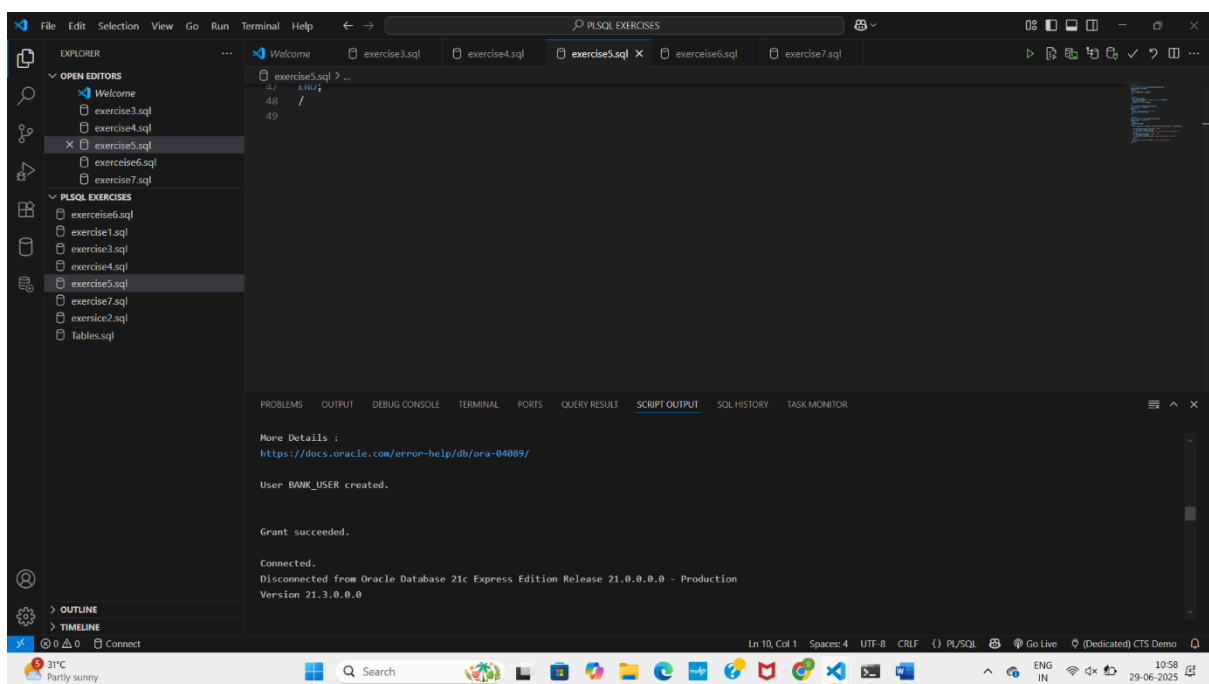 File Edit Selection View Go Run Terminal Help
PLSQL EXERCISES
EXPLORER
OPEN EDITORS
Welcome
exercise3.sql
exercise4.sql
exercise5.sql
exerceise6.sql
exercise7.sql
PLSQL EXERCISES
exerceise6.sql
exercise1.sql
exercise3.sql
exercise4.sql
exercise5.sql
exercise7.sql
exersice2.sql
Tables.sql
OUTLINE
TIMELINE
Welcome exercise3.sql exercise4.sql exercise5.sql exerceise6.sql exercise7.sql
exercise5.sql > ...
47 END;
48 /
49
PROBLEMS OUTPUT DEBUG CONSOLE TERMINAL PORTS QUERY RESULT SCRIPT OUTPUT SQL HISTORY TASK MONITOR
More Details :
https://docs.oracle.com/error-help/db/ora-04089/
User BANK_USER created.
Grant succeeded.
Connected.
Disconnected from Oracle Database 21c Express Edition Release 21.0.0.0.0 - Production
Version 21.3.0.0.0
0 0 Connect Ln 10, Col 1 Spaces: 4 UTF-8 CRLF {} PL/SQL Go Live (Dedicated) CTS Demo
5 31°C
Partly sunny
Search
ENG
IN
10:58
29-06-2025